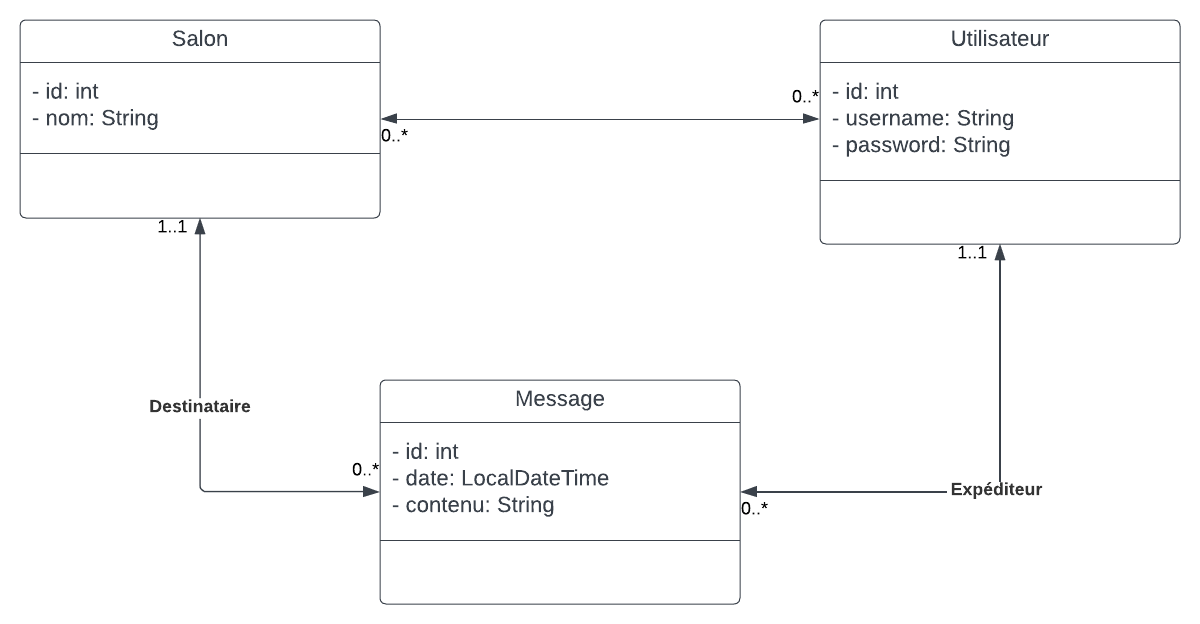 Salon
- id: int
- nom: String
Utilisateur
- id: int
- username: String
- password: String
0..*
0..*
1..1
1..1
Destinataire
Message
- id: int
- date: LocalDateTime
- contenu: String
0..*
0..*
Expéditeur